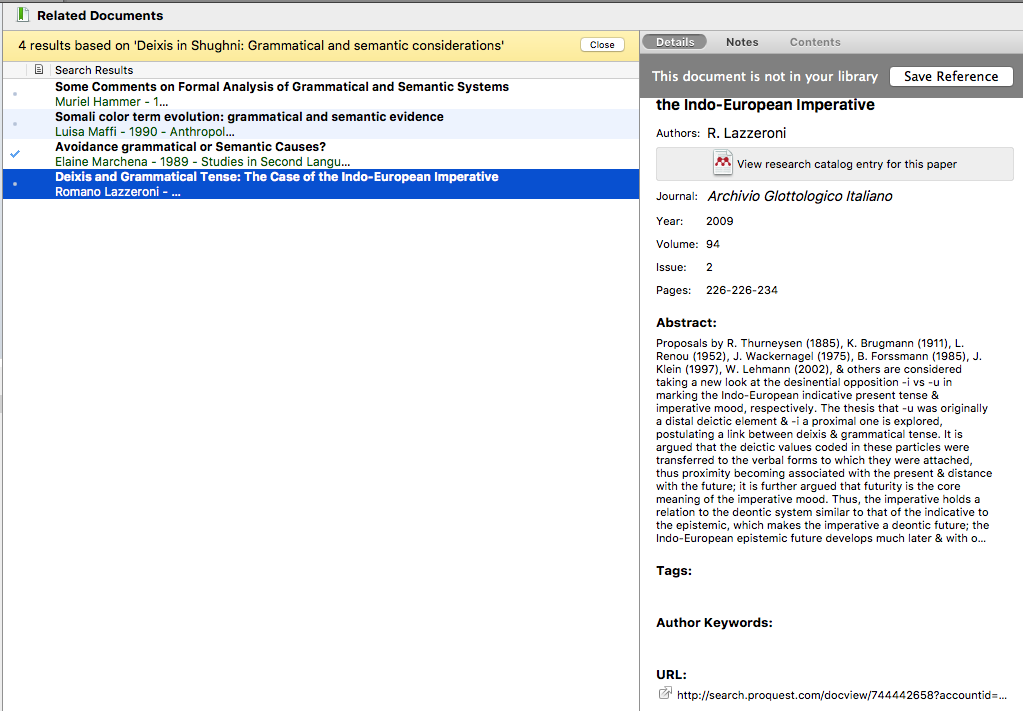 Related Documents
4 results based on 'Deixis in Shughni: Grammatical and semantic considerations'
Close
Search Results
Some Comments on Formal Analysis of Grammatical and Semantic Systems
Muriel Hammer - 1...
Somali color term evolution: grammatical and semantic evidence
Luisa Maffi - 1990 - Anthropol...
Avoidance grammatical or Semantic Causes?
Elaine Marchena - 1989 - Studies in Second Langu...
Deixis and Grammatical Tense: The Case of the Indo-European Imperative
Romano Lazzeroni - ...
Details Notes Contents
This document is not in your library Save Reference
the Indo-European Imperative
Authors: R. Lazzeroni
View research catalog entry for this paper
Journal: Archivio Glottologico Italiano
Year: 2009
Volume: 94
Issue: 2
Pages: 226-226-234
Abstract:
Proposals by R. Thurneysen (1885), K. Brugmann (1911), L.
Renou (1952), J. Wackernagel (1975), B. Forssmann (1985), J.
Klein (1997), W. Lehmann (2002), & others are considered
taking a new look at the desinential opposition -i vs -u in
marking the Indo-European indicative present tense &
imperative mood, respectively. The thesis that -u was originally
a distal deictic element & -i a proximal one is explored,
postulating a link between deixis & grammatical tense. It is
argued that the deictic values coded in these particles were
transferred to the verbal forms to which they were attached,
thus proximity becoming associated with the present & distance
with the future; it is further argued that futurity is the core
meaning of the imperative mood. Thus, the imperative holds a
relation to the deontic system similar to that of the indicative to
the epistemic, which makes the imperative a deontic future; the
Indo-European epistemic future develops much later & with o...
Tags:
Author Keywords:
URL:
http://search.proquest.com/docview/744442658?accountid=...